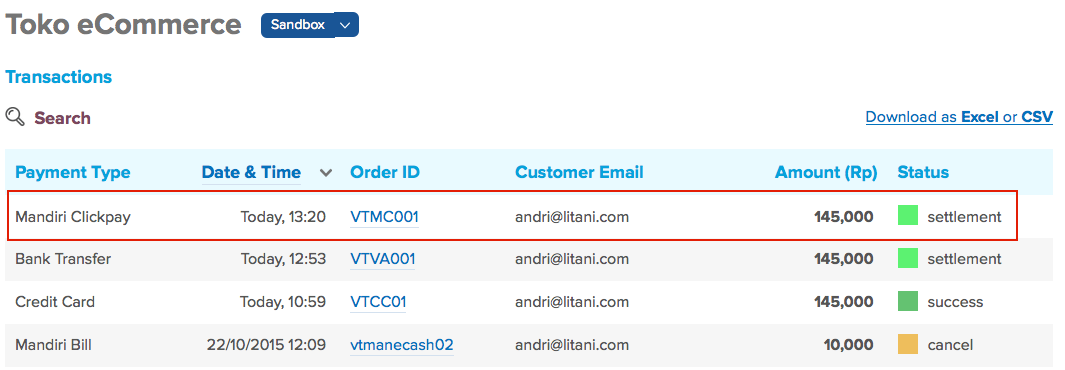 Toko eCommerce Sandbox
Transactions
Search Download as Excel or CSV
Payment Type Date & Time Order ID Customer Email Amount (Rp) Status
Mandiri Clickpay Today, 13:20 VTMC001 andri@litani.com 145,000 settlement
Bank Transfer Today, 12:53 VTVA001 andri@litani.com 145,000 settlement
Credit Card Today, 10:59 VTCC01 andri@litani.com 145,000 success
Mandiri Bill 22/10/2015 12:09 vtmanecash02 andri@litani.com 10,000 cancel